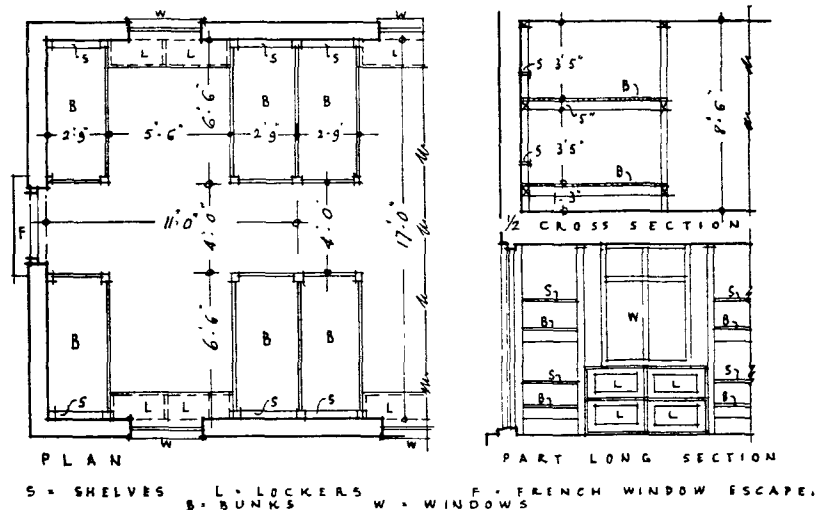 W W
L L L
S S S
B B B
6'-6"
2'-9" 5'-6" 2'-9" 2'-9"
F
11'-0" 4'-0" 4'-0" 17'-0"
6'-6"
B B B
L L L
S S S
W W
PLAN
S 3'5"
B
5"
8'-6"
S 3'5"
B
1'-3"
1/2 CROSS SECTION
S S
B W B
L L
S S
B L L B
PART LONG SECTION
S = SHELVES L = LOCKERS F = FRENCH WINDOW ESCAPE.
B = BUNKS W = WINDOWS